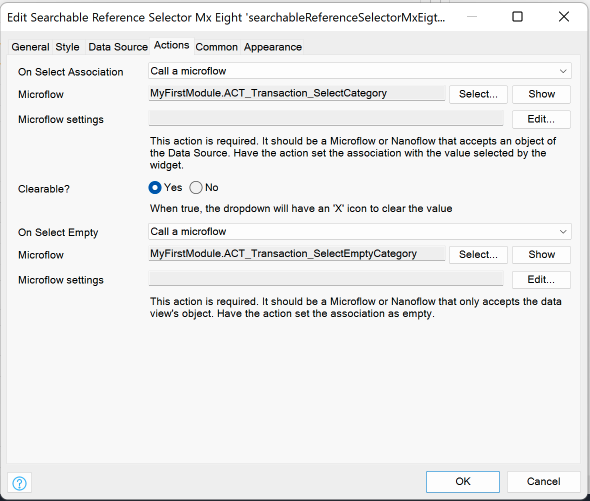 Edit Searchable Reference Selector Mx Eight 'searchableReferenceSelectorMxEigt...
General Style Data Source Actions Common Appearance
On Select Association Call a microflow
Microflow MyFirstModule.ACT_Transaction_SelectCategory Select... Show
Microflow settings Edit...
This action is required. It should be a Microflow or Nanoflow that accepts an object of
the Data Source. Have the action set the association with the value selected by the
widget.
Clearable? Yes No
When true, the dropdown will have an 'X' icon to clear the value
On Select Empty Call a microflow
Microflow MyFirstModule.ACT_Transaction_SelectEmptyCategory Select... Show
Microflow settings Edit...
This action is required. It should be a Microflow or Nanoflow that only accepts the data
view's object. Have the action set the association as empty.
? OK Cancel